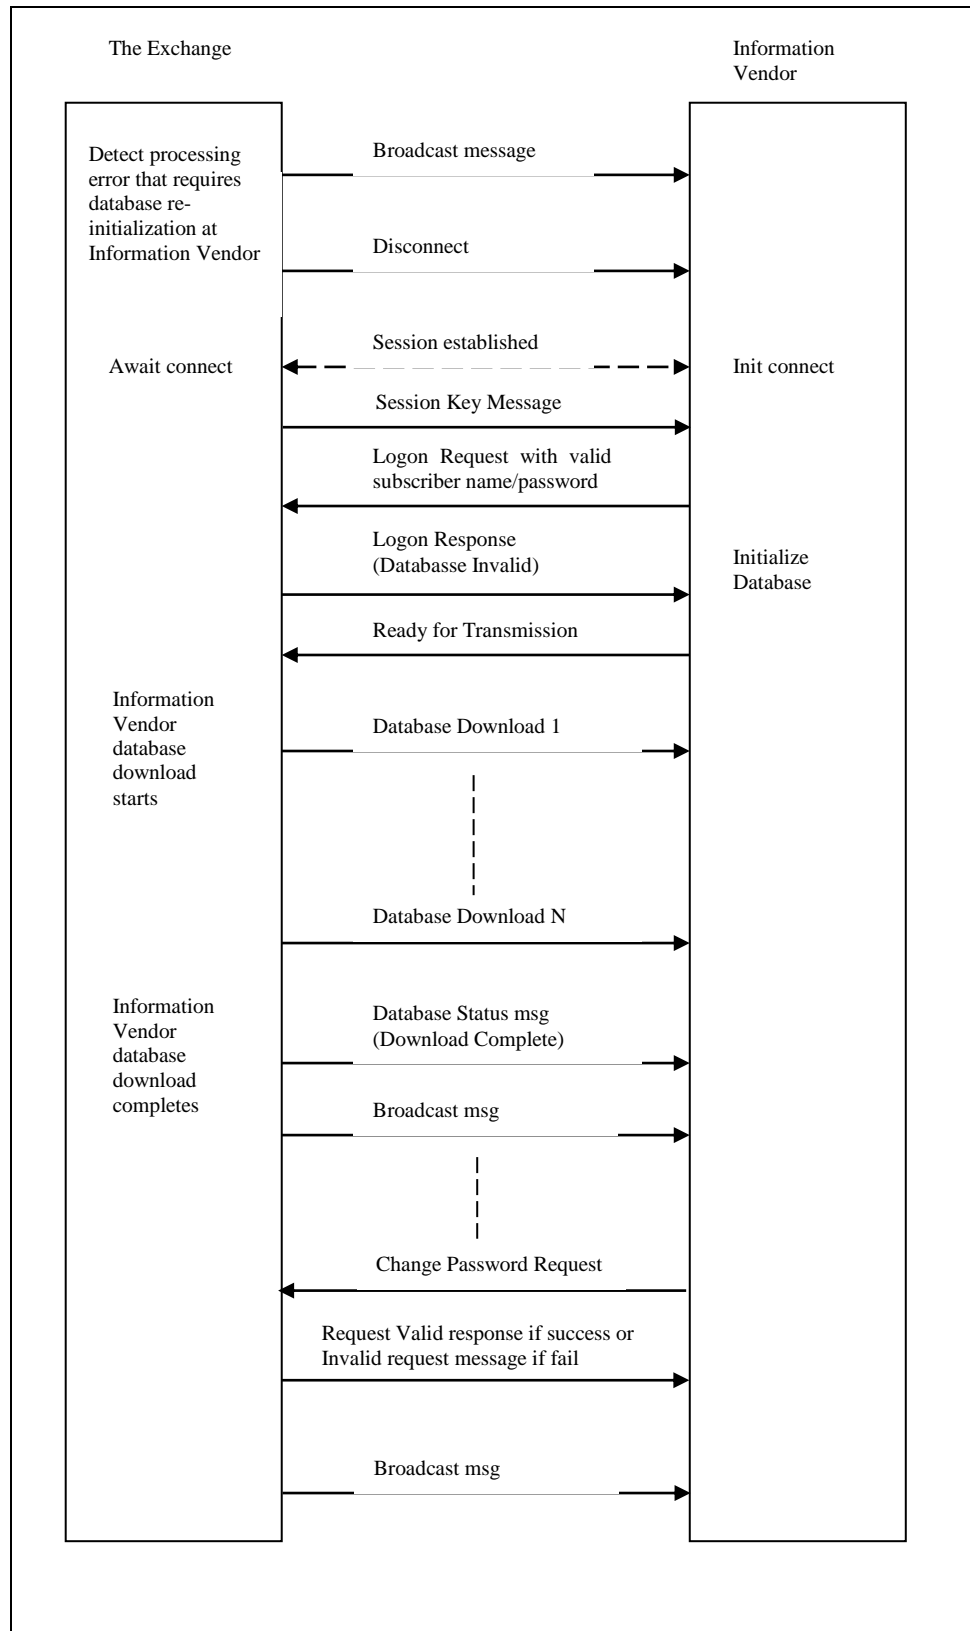 The Exchange
Information
Vendor
Detect processing
error that requires
database re-
initialization at
Information Vendor
Broadcast message
Disconnect
Session established
Await connect
Init connect
Session Key Message
Logon Request with valid
subscriber name/password
Logon Response
(Databasse Invalid)
Initialize
Database
Ready for Transmission
Information
Vendor
database
download
starts
Database Download 1
Database Download N
Information
Vendor
database
download
completes
Database Status msg
(Download Complete)
Broadcast msg
Change Password Request
Request Valid response if success or
Invalid request message if fail
Broadcast msg